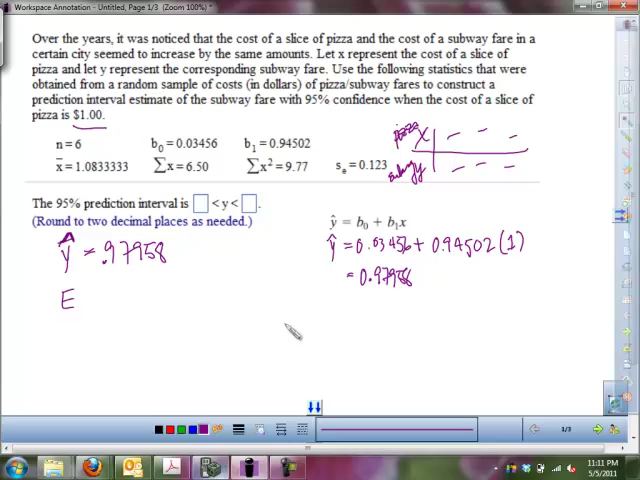 Workspace Annotation - Untitled, Page 1/3 (Zoom 100%) *
Over the years, it was noticed that the cost of a slice of pizza and the cost of a subway fare in a
certain city seemed to increase by the same amounts. Let x represent the cost of a slice of
pizza and let y represent the corresponding subway fare. Use the following statistics that were
obtained from a random sample of costs (in dollars) of pizza/subway fares to construct a
prediction interval estimate of the subway fare with 95% confidence when the cost of a slice of
pizza is $1.00.
n = 6 b₀ = 0.03456 b₁ = 0.94502
x̅ = 1.0833333 ∑x = 6.50 ∑x² = 9.77 sₑ = 0.123
pizza x
subway y
The 95% prediction interval is < y < .
(Round to two decimal places as needed.)
ŷ = b₀ + b₁x
ŷ = .97958
ŷ = 0.03456 + 0.94502 (1)
= 0.97958
E
1/3
11:11 PM
5/5/2011